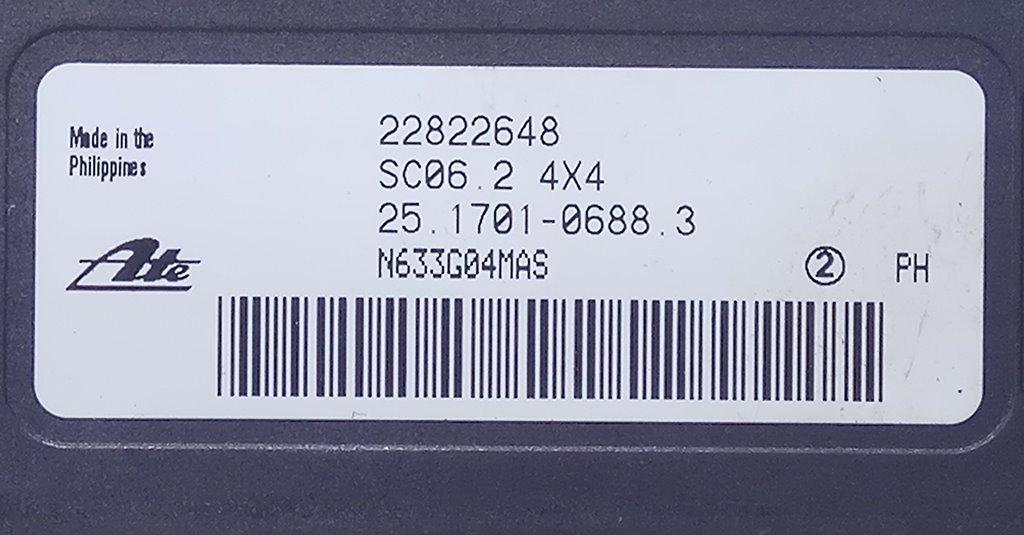 Made in the
Philippines
22822648
SC06.2 4X4
25.1701-0688.3
Ate
N633G04MAS
② PH